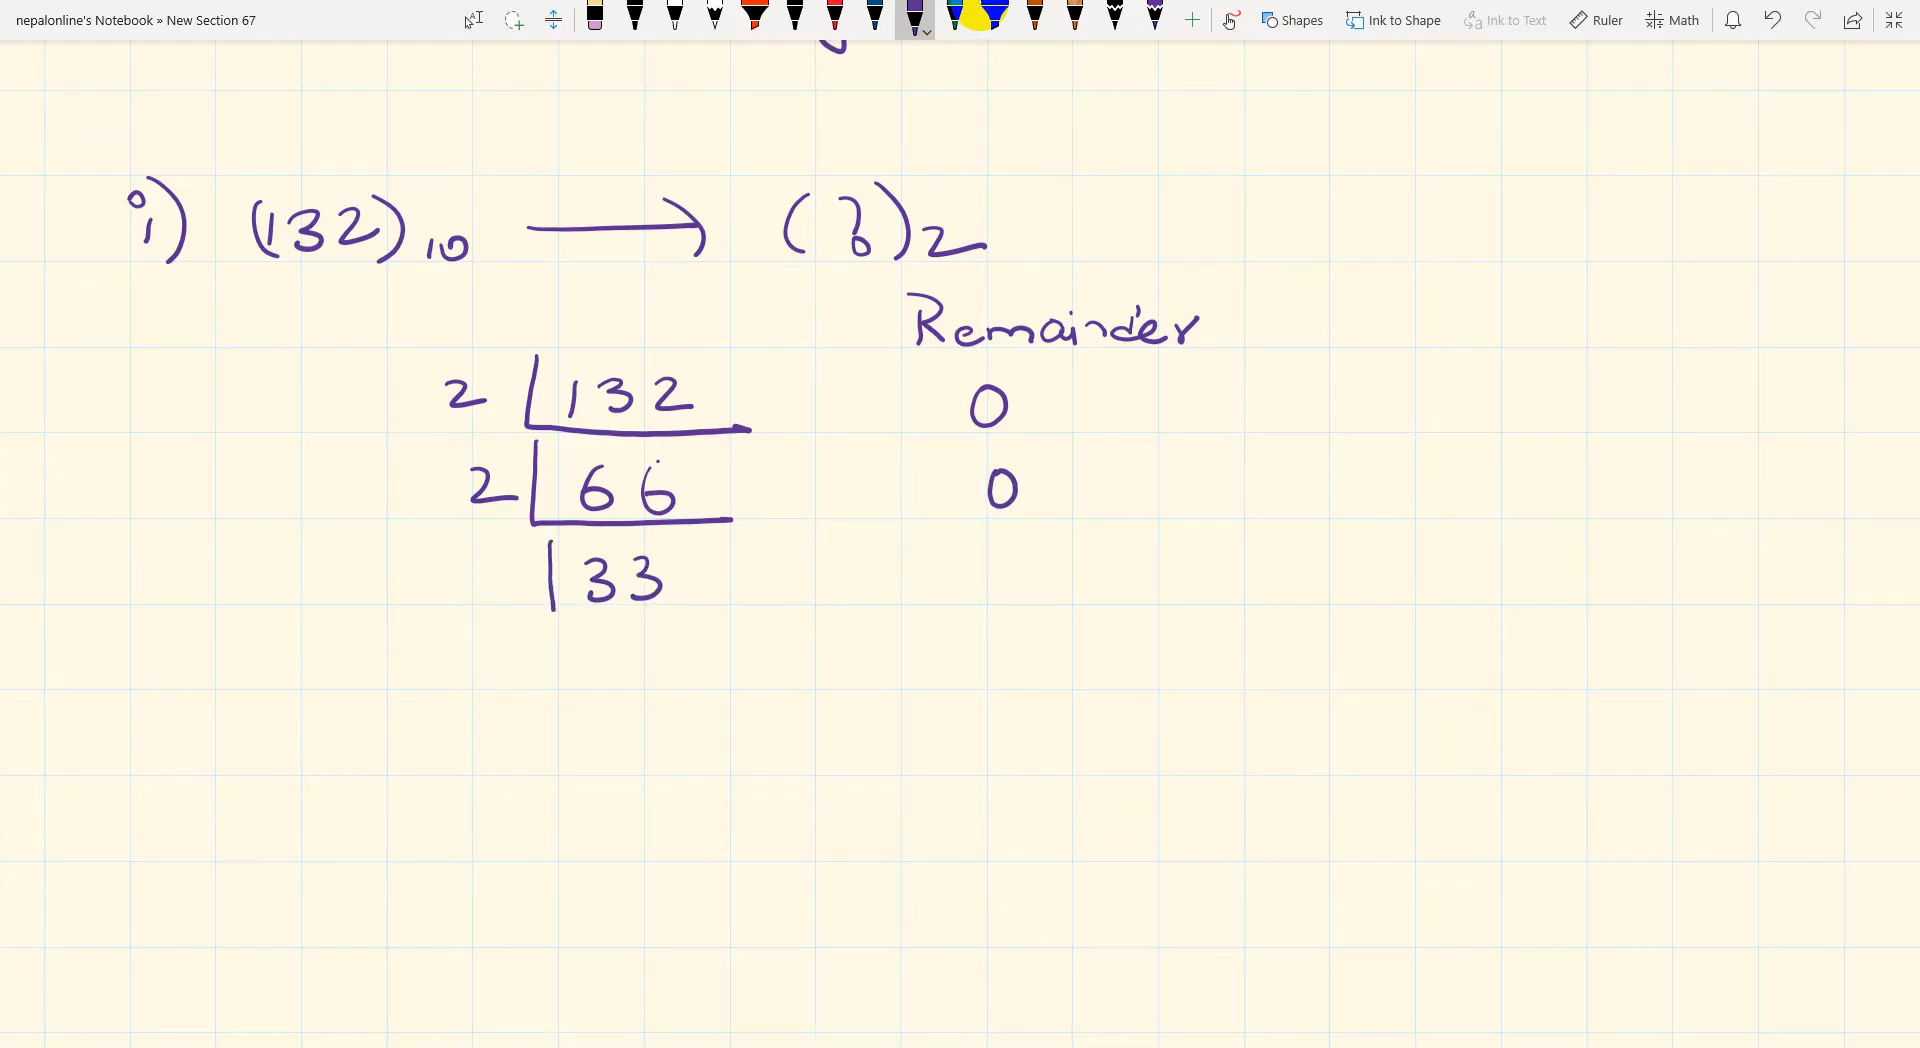 nepalonline's Notebook » New Section 67 Shapes Ink to Shape Ink to Text Ruler Math
i) (132)₁₀ → (?)₂
Remainder
2 132 0
2 66 0
33